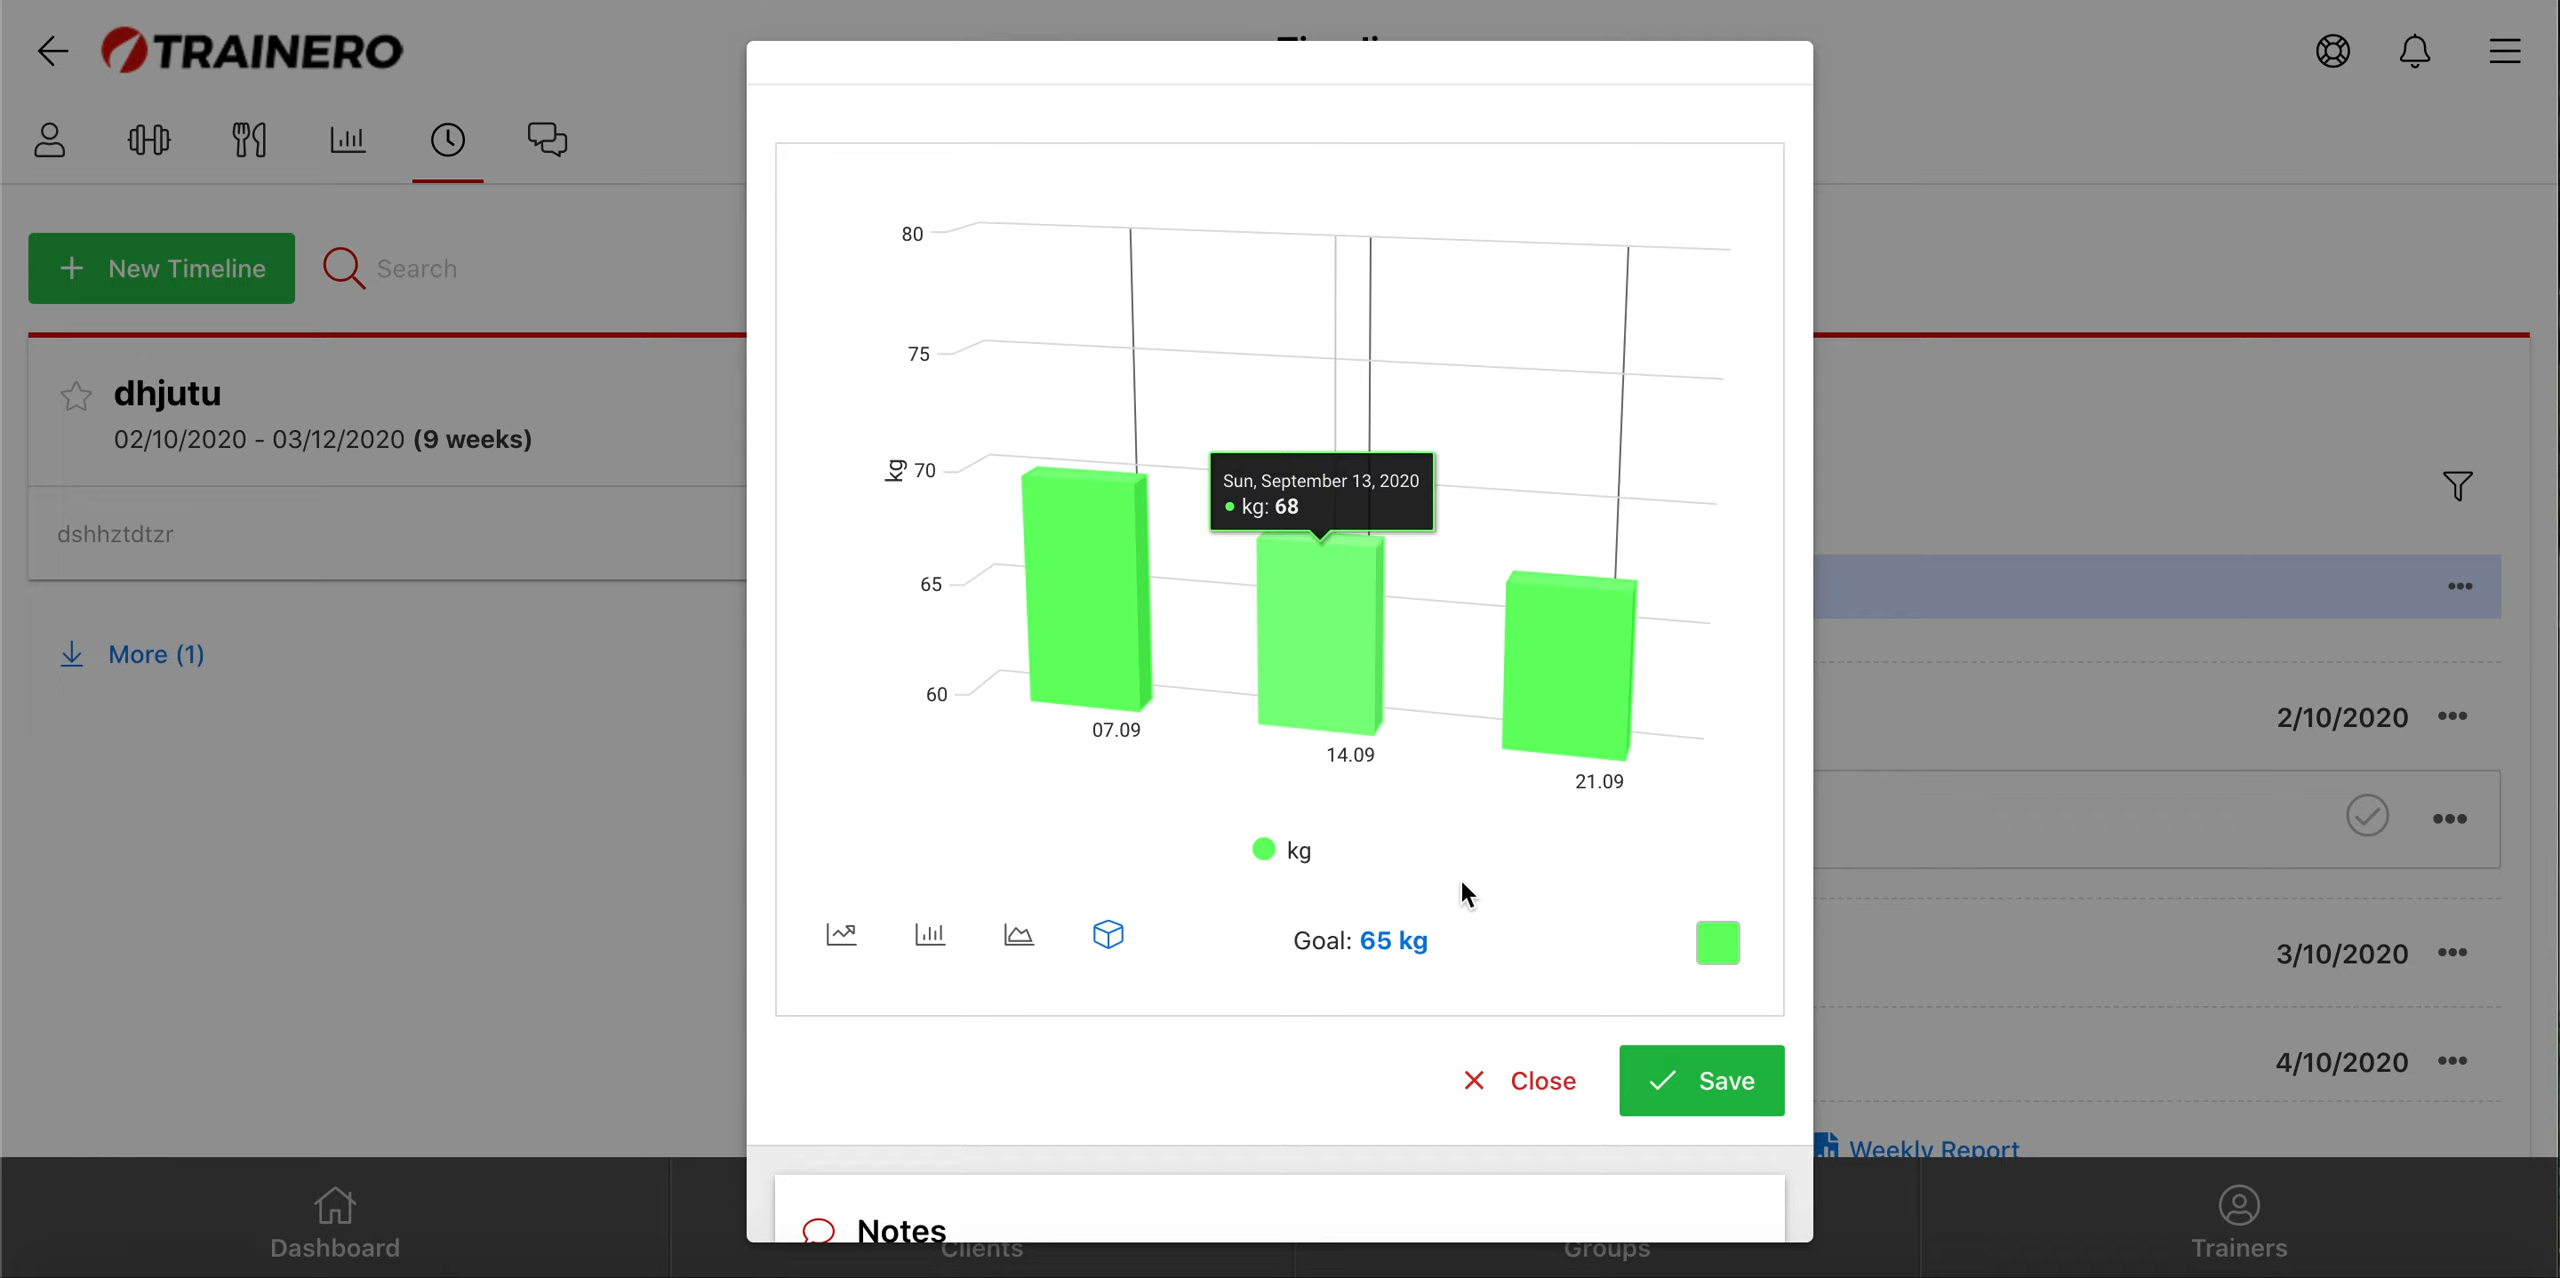 TRAINERO
New Timeline
Search
dhjutu
02/10/2020 - 03/12/2020 (9 weeks)
dshhztdtzr
More (1)
80
75
70
65
60
kg
Sun, September 13, 2020
kg: 68
07.09
14.09
21.09
kg
Goal: 65 kg
Close
Save
Notes
2/10/2020
3/10/2020
4/10/2020
Weekly Report
Dashboard
Clients
Groups
Trainers